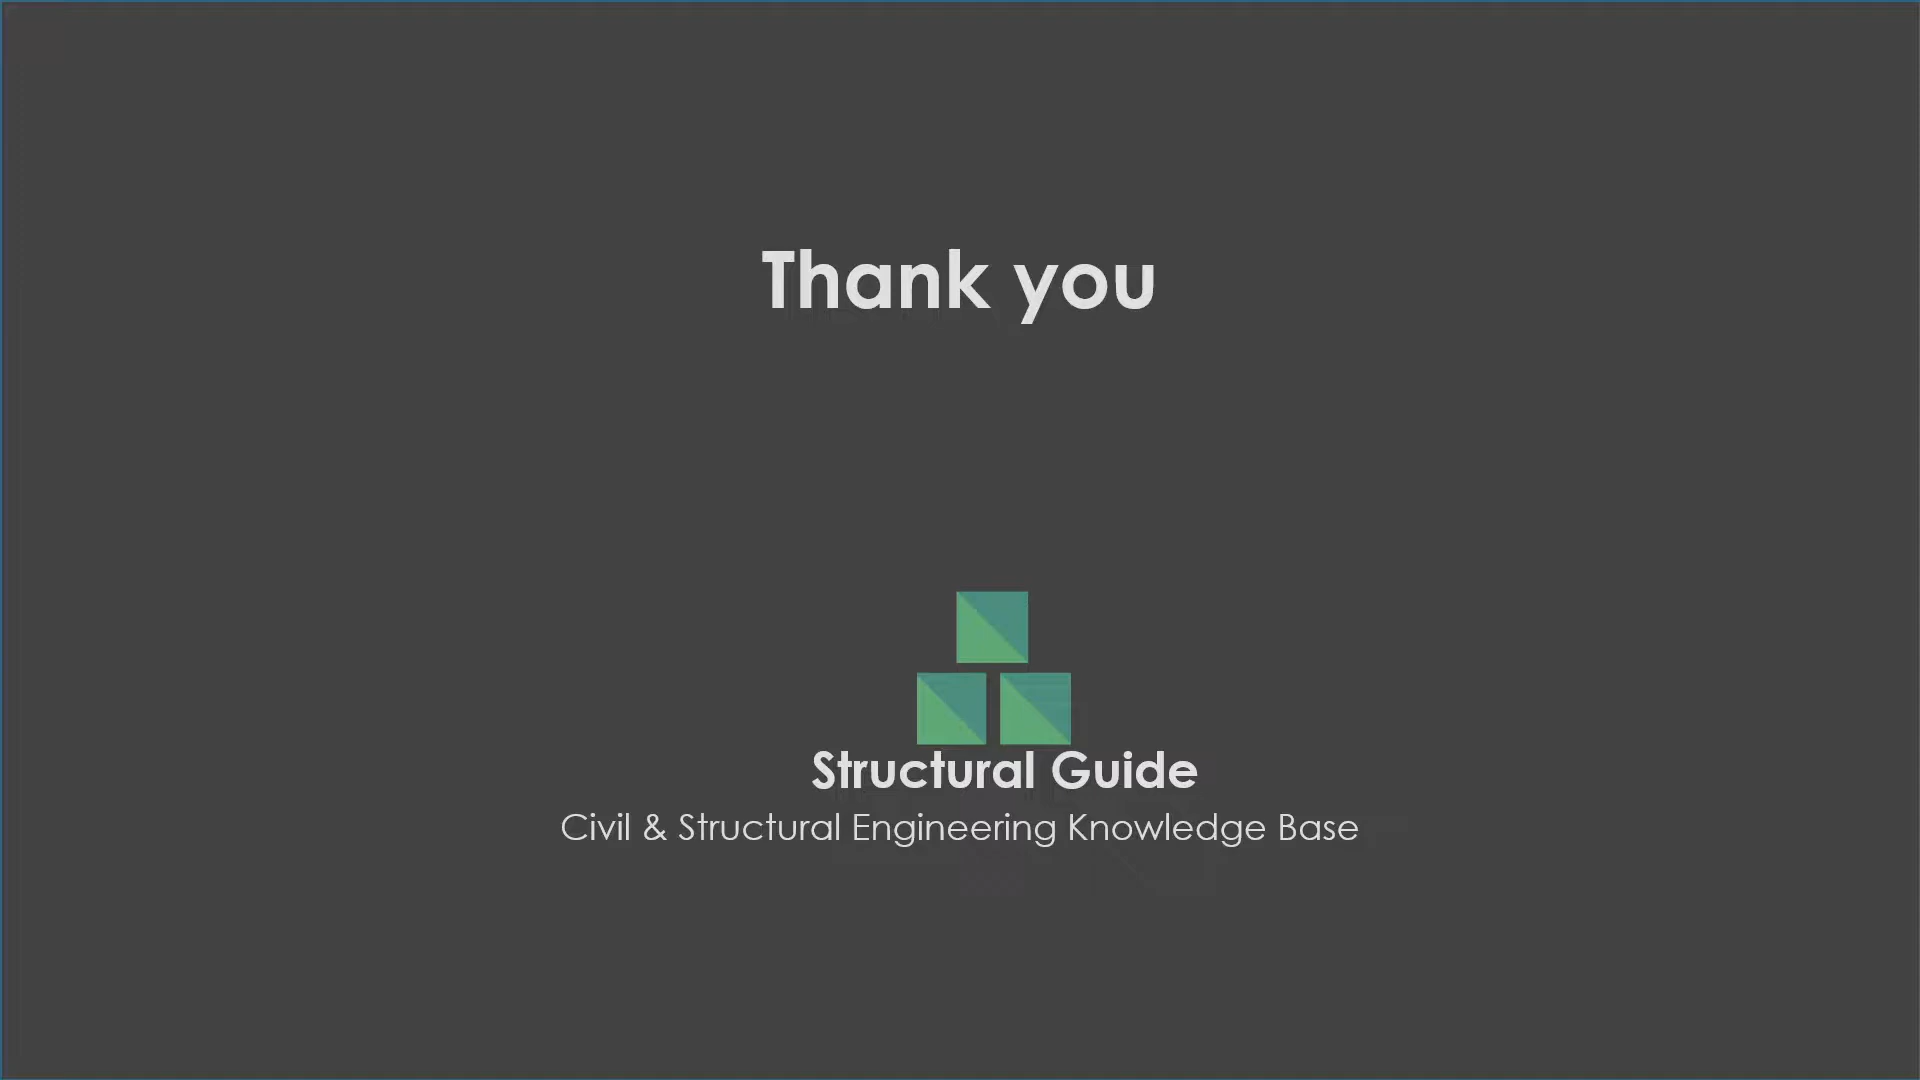 Thank you
Structural Guide
Civil & Structural Engineering Knowledge Base